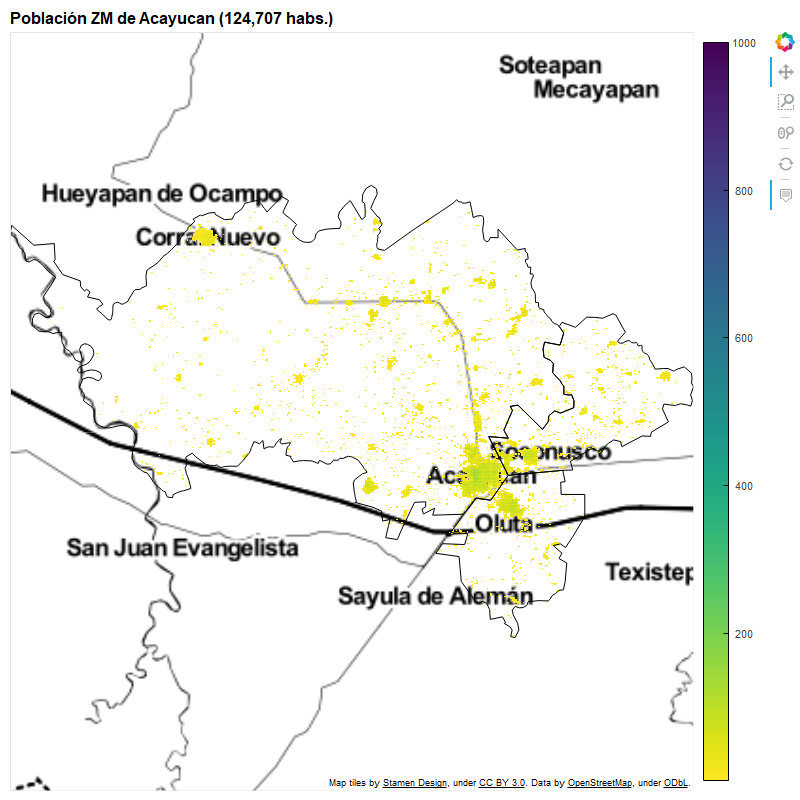 Población ZM de Acayucan (124,707 habs.)
1000
Soteapan
Mecayapan
800
Hueyapan de Ocampo
Corral Nuevo
600
Soconusco
Acayucan
400
Oluta
San Juan Evangelista
Texistep
Sayula de Alemán
200
Map tiles by Stamen Design, under CC BY 3.0. Data by OpenStreetMap, under ODbL.